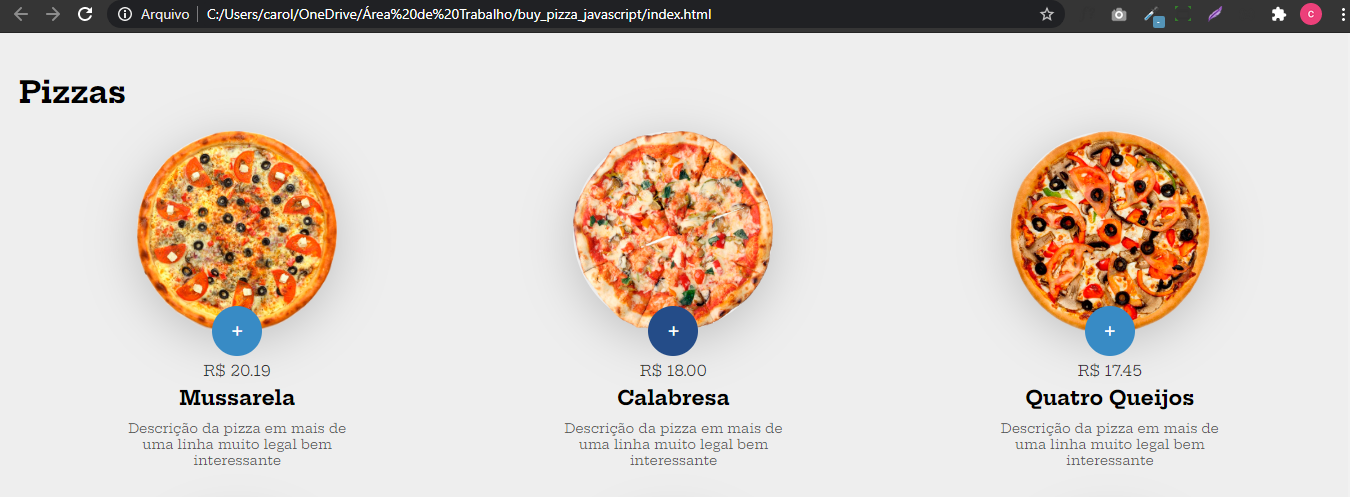 Arquivo
C:/Users/carol/OneDrive/Área%20de%20Trabalho/buy_pizza_javascript/index.html
C
Pizzas
+
+
+
R$ 20.19
R$ 18.00
R$ 17.45
Mussarela
Calabresa
Quatro Queijos
Descrição da pizza em mais de
uma linha muito legal bem
interessante
Descrição da pizza em mais de
uma linha muito legal bem
interessante
Descrição da pizza em mais de
uma linha muito legal bem
interessante